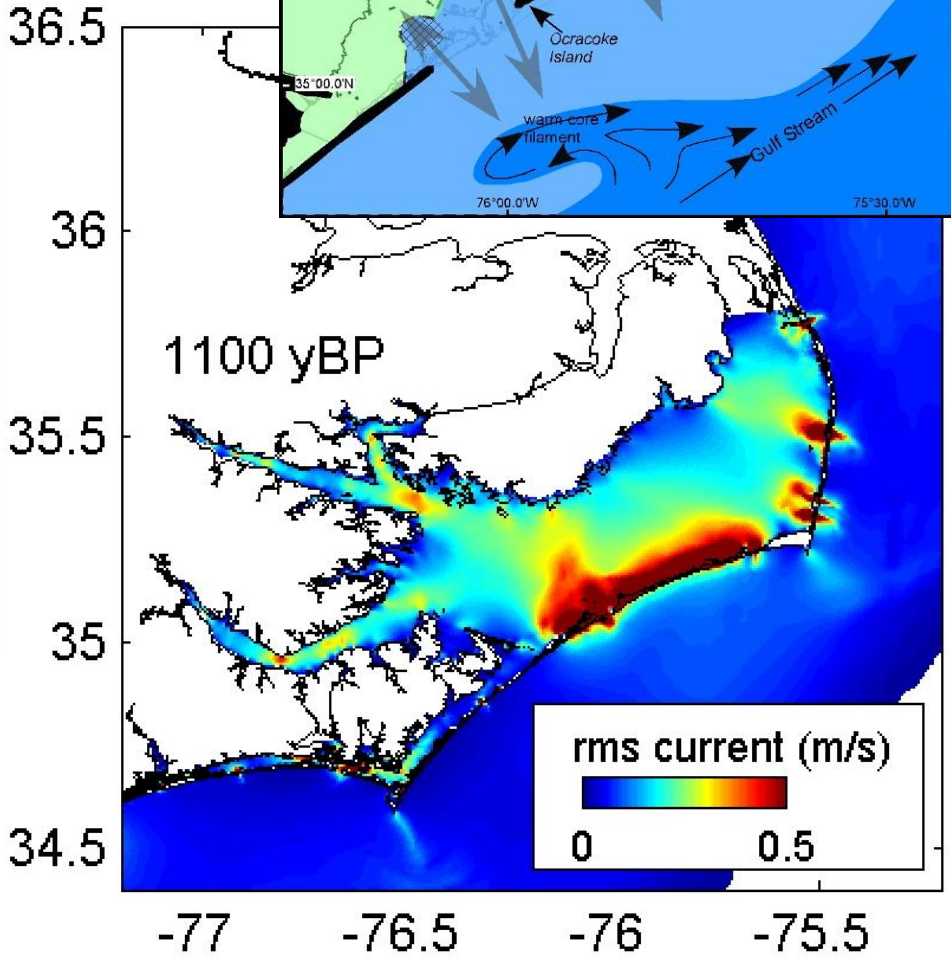 36.5
Ocracoke
Island
35°00.0'N
warm core
filament
Gulf Stream
76°00.0'W
75°30.0'W
36
1100 yBP
35.5
35
rms current (m/s)
0
0.5
34.5
-77
-76.5
-76
-75.5